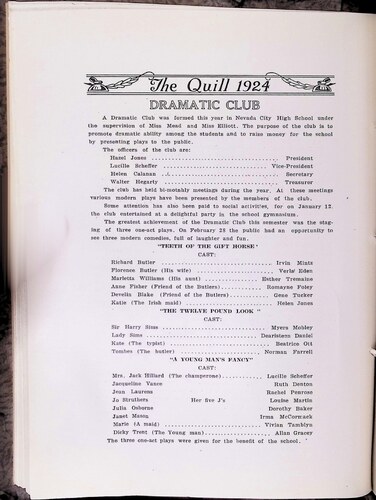 The Quill 1924
DRAMATIC CLUB
A Dramatic Club was formed this year in Nevada City High School under
the supervision of Miss Mead and Miss Elliott. The purpose of the club is to
promote dramatic ability among the students and to raise money for the school
by presenting plays to the public.
The officers of the club are:
Hazel Jones President
Lucille Scheffer Vice-President
Helen Calanan Secretary
Walter Hegarty Treasurer
The club has held bi-montly meetings during the year. At these meetings
various modern plays have been presented by the members of the club.
Some attention has also been paid to social activities, for on January 12,
the club entertained at a delightful party in the school gymnasium.
The greatest achievement of the Dramatic Club this semester was the stag-
ing of three one-act plays. On February 28 the public had an opportunity to
see three modern comedies, full of laughter and fun.
"TEETH OF THE GIFT HORSE"
CAST:
Richard Butler Irvin Mintz
Florence Butler (His wife) Eden
Marietta Williams (His aunt) Esther Tremaine
Anne Fisher (Friend of the Butlers) Romayne Foley
Develin Blake (Friend of the Butlers) Gene Tucker
Katie (The Irish maid) Helen Jones
"THE TWELVE POUND LOOK"
CAST:
Sir Harry Sims Myers Mobley
Lady Sims Dearistero Daniel
Kate (The typist) Beatrice Ott
Tombes (The butler) Norman Farrell
"A YOUNG MAN'S FANCY"
CAST:
Mrs. Jack Hillard (The champerone) Lucille Scheffer
Jacqueline Vance Ruth Denton
Jean Laurens Rachel Penrose
Jo Struthers Her five J's Louise Martin
Julia Osborne Dorothy Baker
Janet Mason Irma McCormack
Marie (A maid) Vivian Tamblyn
Dicky Trent (The Young man) Allan Gracey
The three one-act plays were given for the benefit of the school.